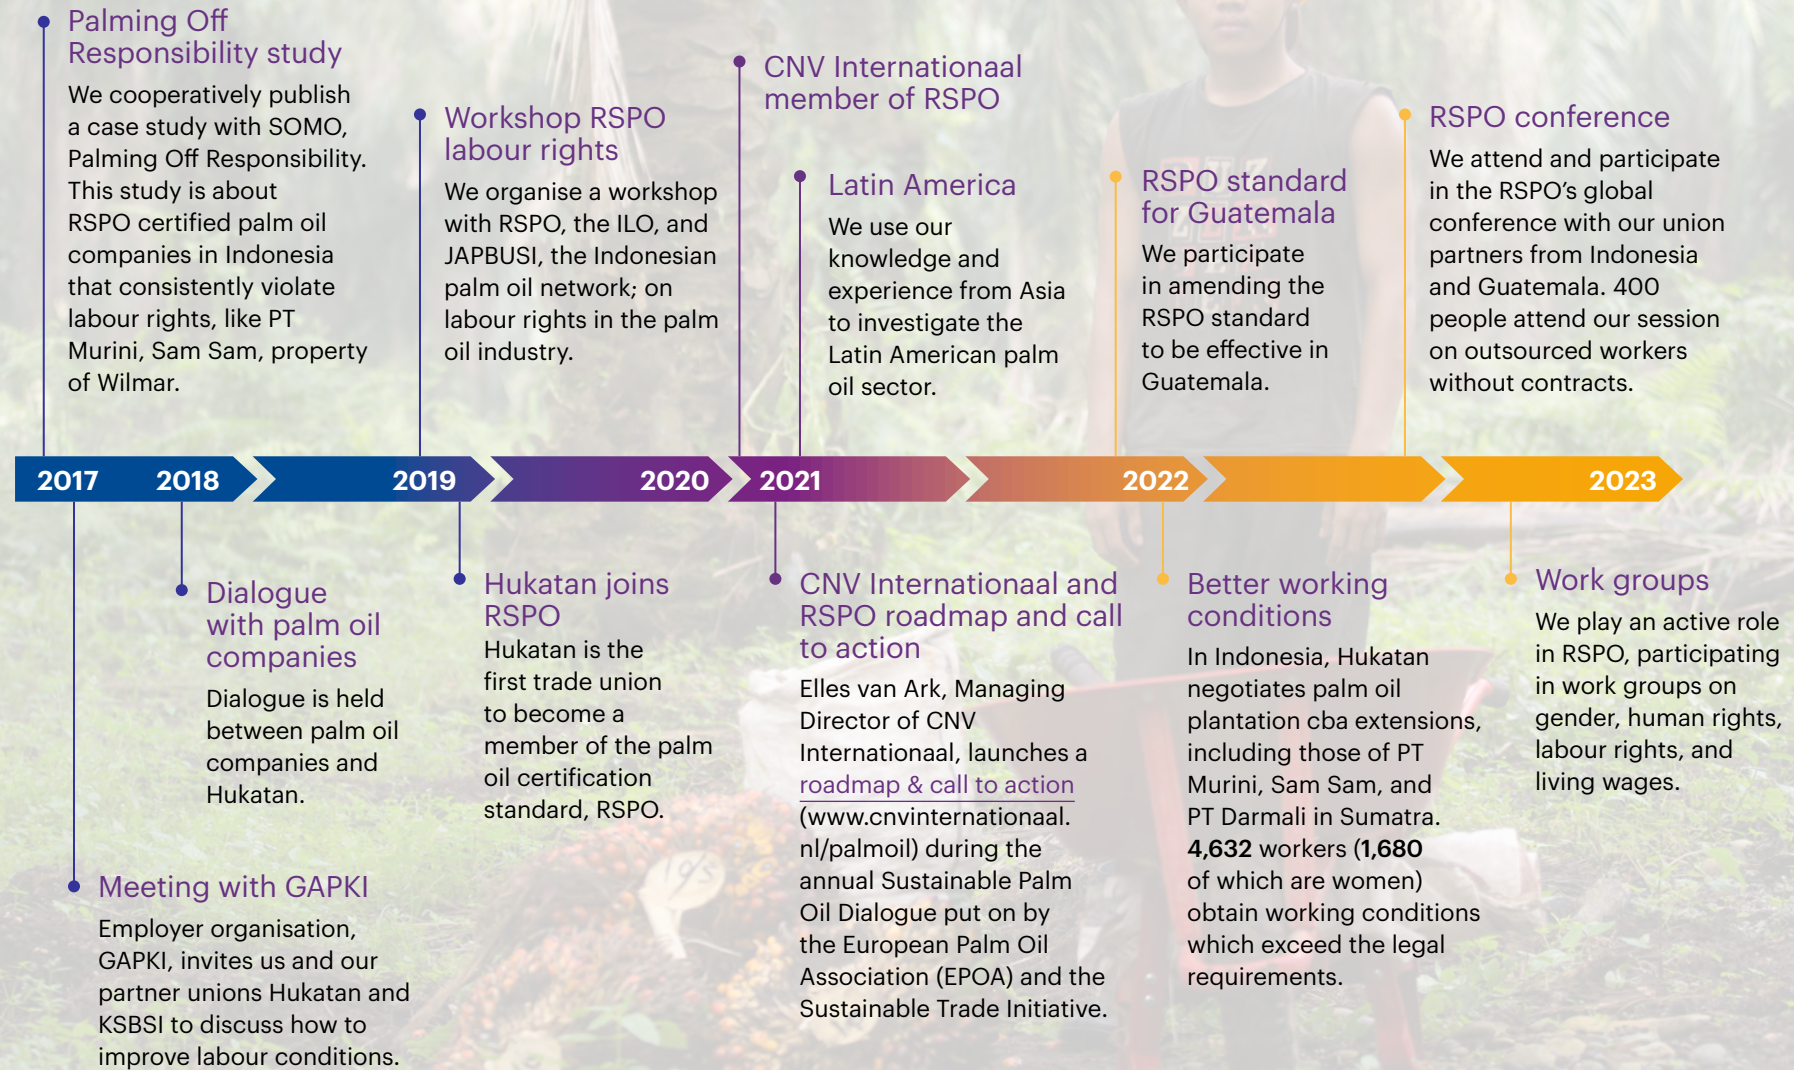 Palming Off
Responsibility study
We cooperatively publish
a case study with SOMO,
Palming Off Responsibility.
This study is about
RSPO certified palm oil
companies in Indonesia
that consistently violate
labour rights, like PT
Murini, Sam Sam, property
of Wilmar.
Workshop RSPO
labour rights
We organise a workshop
with RSPO, the ILO, and
JAPBUSI, the Indonesian
palm oil network; on
labour rights in the palm
oil industry.
CNV Internationaal
member of RSPO
Latin America
We use our
knowledge and
experience from Asia
to investigate the
Latin American palm
oil sector.
RSPO standard
for Guatemala
We participate
in amending the
RSPO standard
to be effective in
Guatemala.
RSPO conference
We attend and participate
in the RSPO’s global
conference with our union
partners from Indonesia
and Guatemala. 400
people attend our session
on outsourced workers
without contracts.
2017 2018 2019 2020 2021 2022 2023
Meeting with GAPKI
Employer organisation,
GAPKI, invites us and our
partner unions Hukatan and
KSBSI to discuss how to
improve labour conditions.
Dialogue
with palm oil
companies
Dialogue is held
between palm oil
companies and
Hukatan.
Hukatan joins
RSPO
Hukatan is the
first trade union
to become a
member of the palm
oil certification
standard, RSPO.
CNV Internationaal and
RSPO roadmap and call
to action
Elles van Ark, Managing
Director of CNV
Internationaal, launches a
roadmap & call to action
(www.cnvinternationaal.
nl/palmoil) during the
annual Sustainable Palm
Oil Dialogue put on by
the European Palm Oil
Association (EPOA) and the
Sustainable Trade Initiative.
Better working
conditions
In Indonesia, Hukatan
negotiates palm oil
plantation cba extensions,
including those of PT
Murini, Sam Sam, and
PT Darmali in Sumatra.
4,632 workers (1,680
of which are women)
obtain working conditions
which exceed the legal
requirements.
Work groups
We play an active role
in RSPO, participating
in work groups on
gender, human rights,
labour rights, and
living wages.